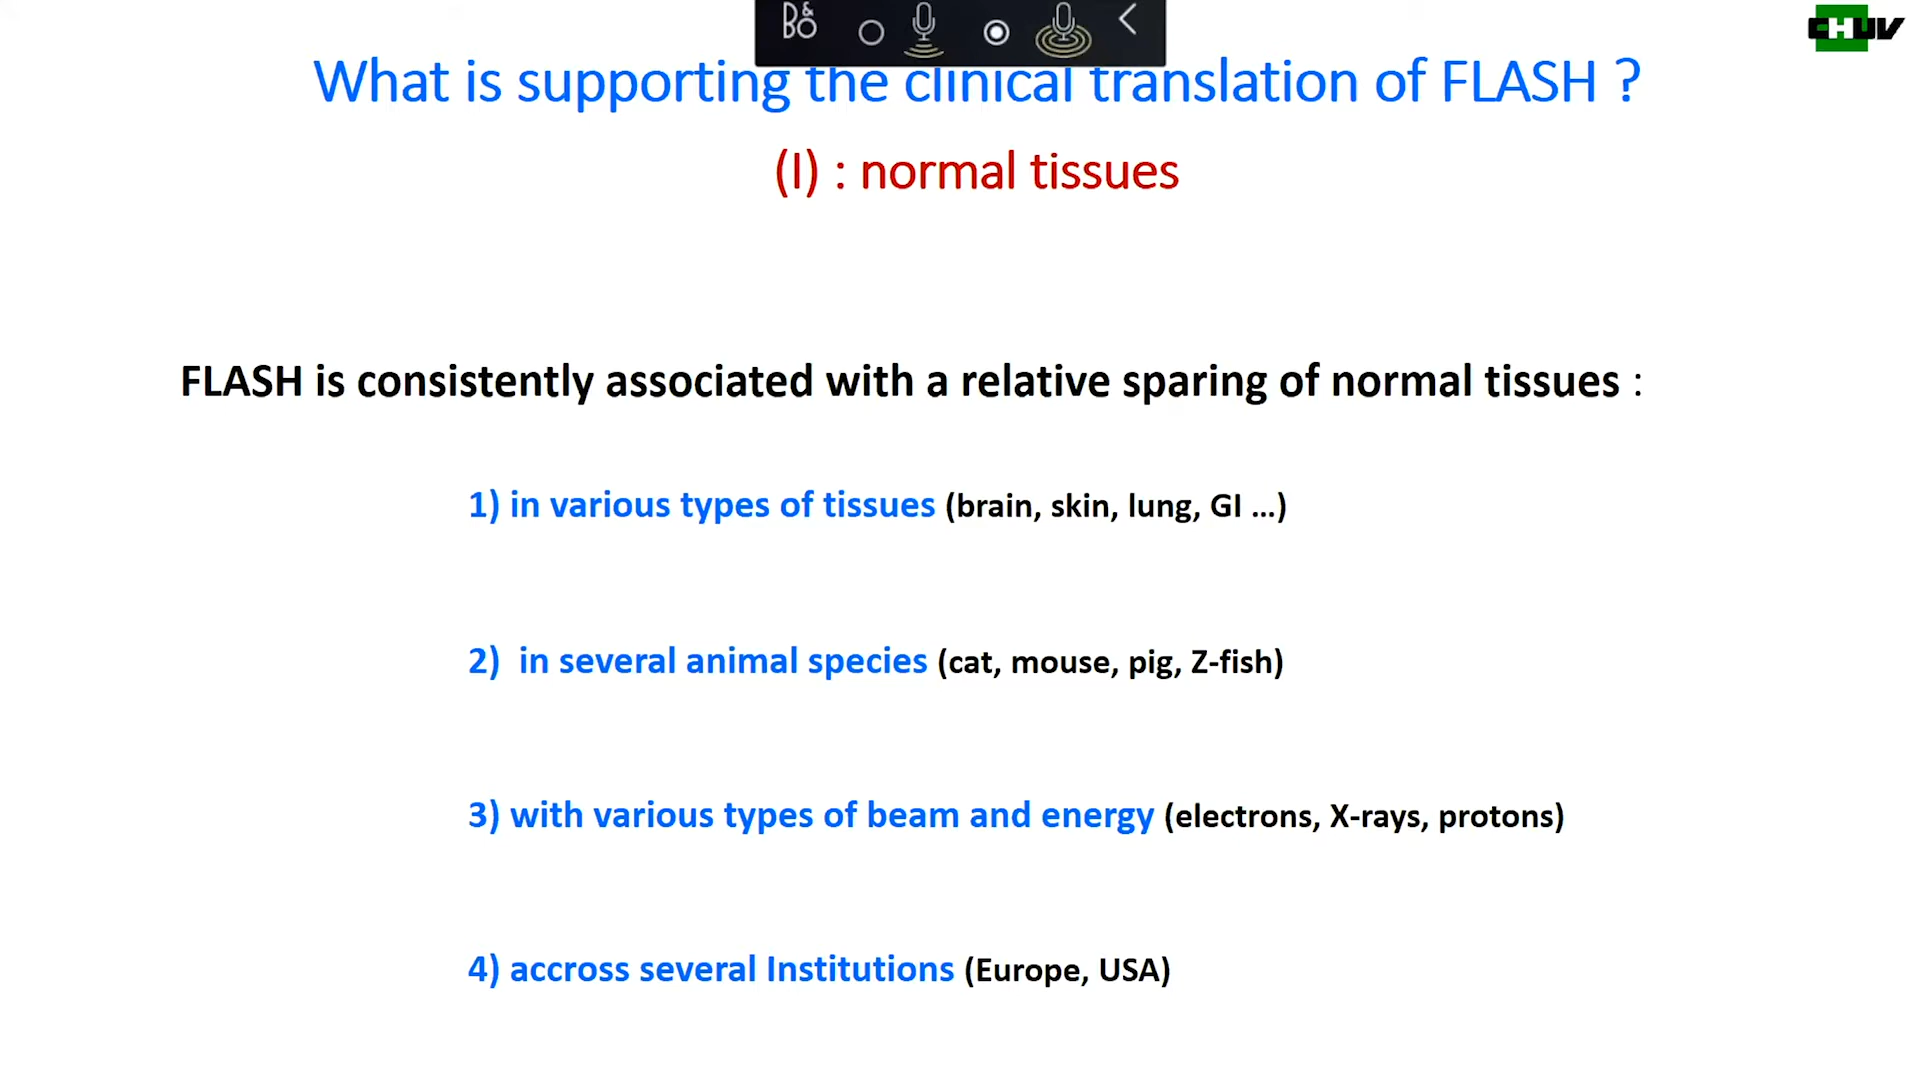 B&O
CHUV
What is supporting the clinical translation of FLASH ?
(I) : normal tissues
FLASH is consistently associated with a relative sparing of normal tissues :
1) in various types of tissues (brain, skin, lung, GI ...)
2) in several animal species (cat, mouse, pig, Z-fish)
3) with various types of beam and energy (electrons, X-rays, protons)
4) accross several Institutions (Europe, USA)